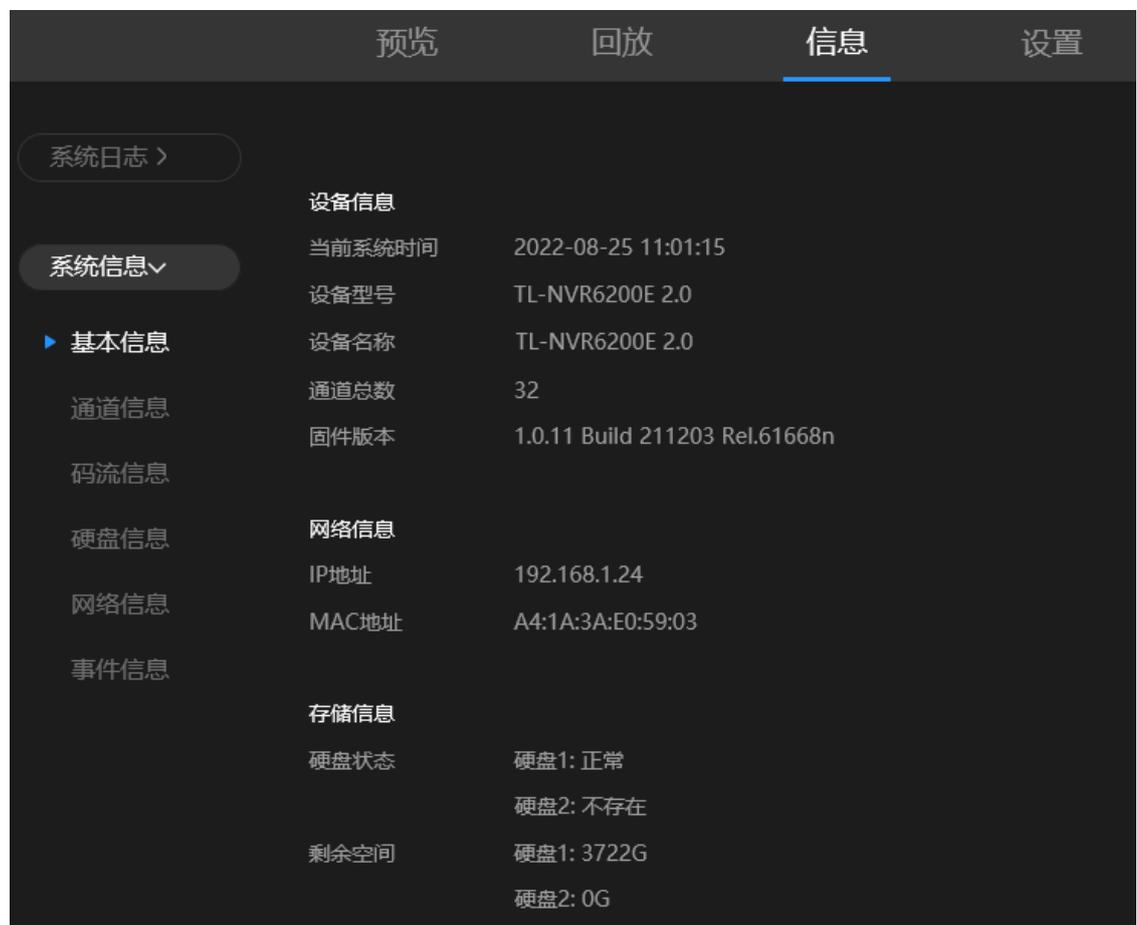 预览 回放 信息 设置
系统日志 >
系统信息
基本信息
通道信息
码流信息
硬盘信息
网络信息
事件信息
设备信息
当前系统时间 2022-08-25 11:01:15
设备型号 TL-NVR6200E 2.0
设备名称 TL-NVR6200E 2.0
通道总数 32
固件版本 1.0.11 Build 211203 Rel.61668n
网络信息
IP地址 192.168.1.24
MAC地址 A4:1A:3A:E0:59:03
存储信息
硬盘状态 硬盘1: 正常
硬盘2: 不存在
剩余空间 硬盘1: 3722G
硬盘2: 0G